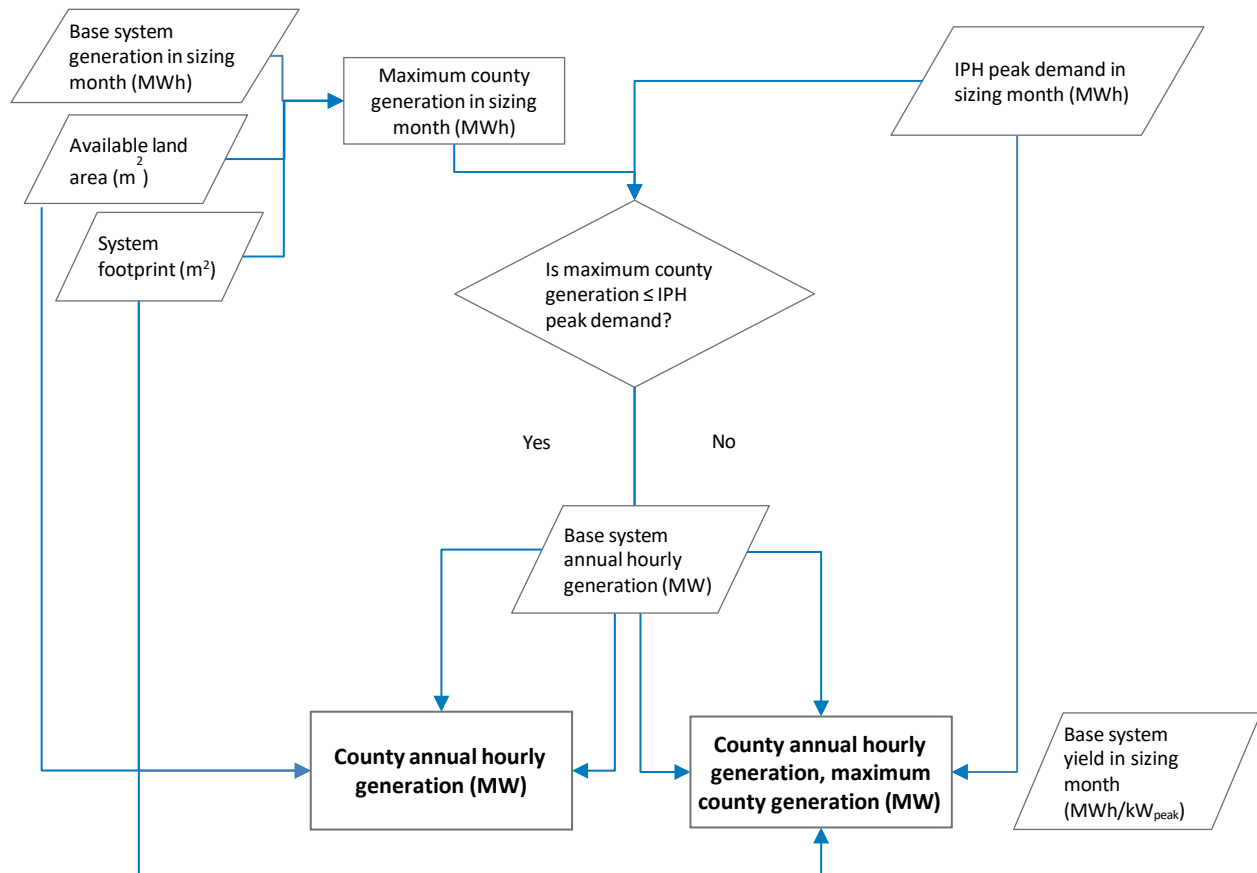 Base system
generation in sizing
month (MWh)
Maximum county
generation in sizing
month (MWh)
IPH peak demand in
sizing month (MWh)
Available land
area (m²)
System
footprint (m²)
Is maximum county
generation ≤ IPH
peak demand?
Yes
No
Base system
annual hourly
generation (MW)
County annual hourly
generation (MW)
County annual hourly
generation, maximum
county generation (MW)
Base system
yield in sizing
month
(MWh/kWpeak)